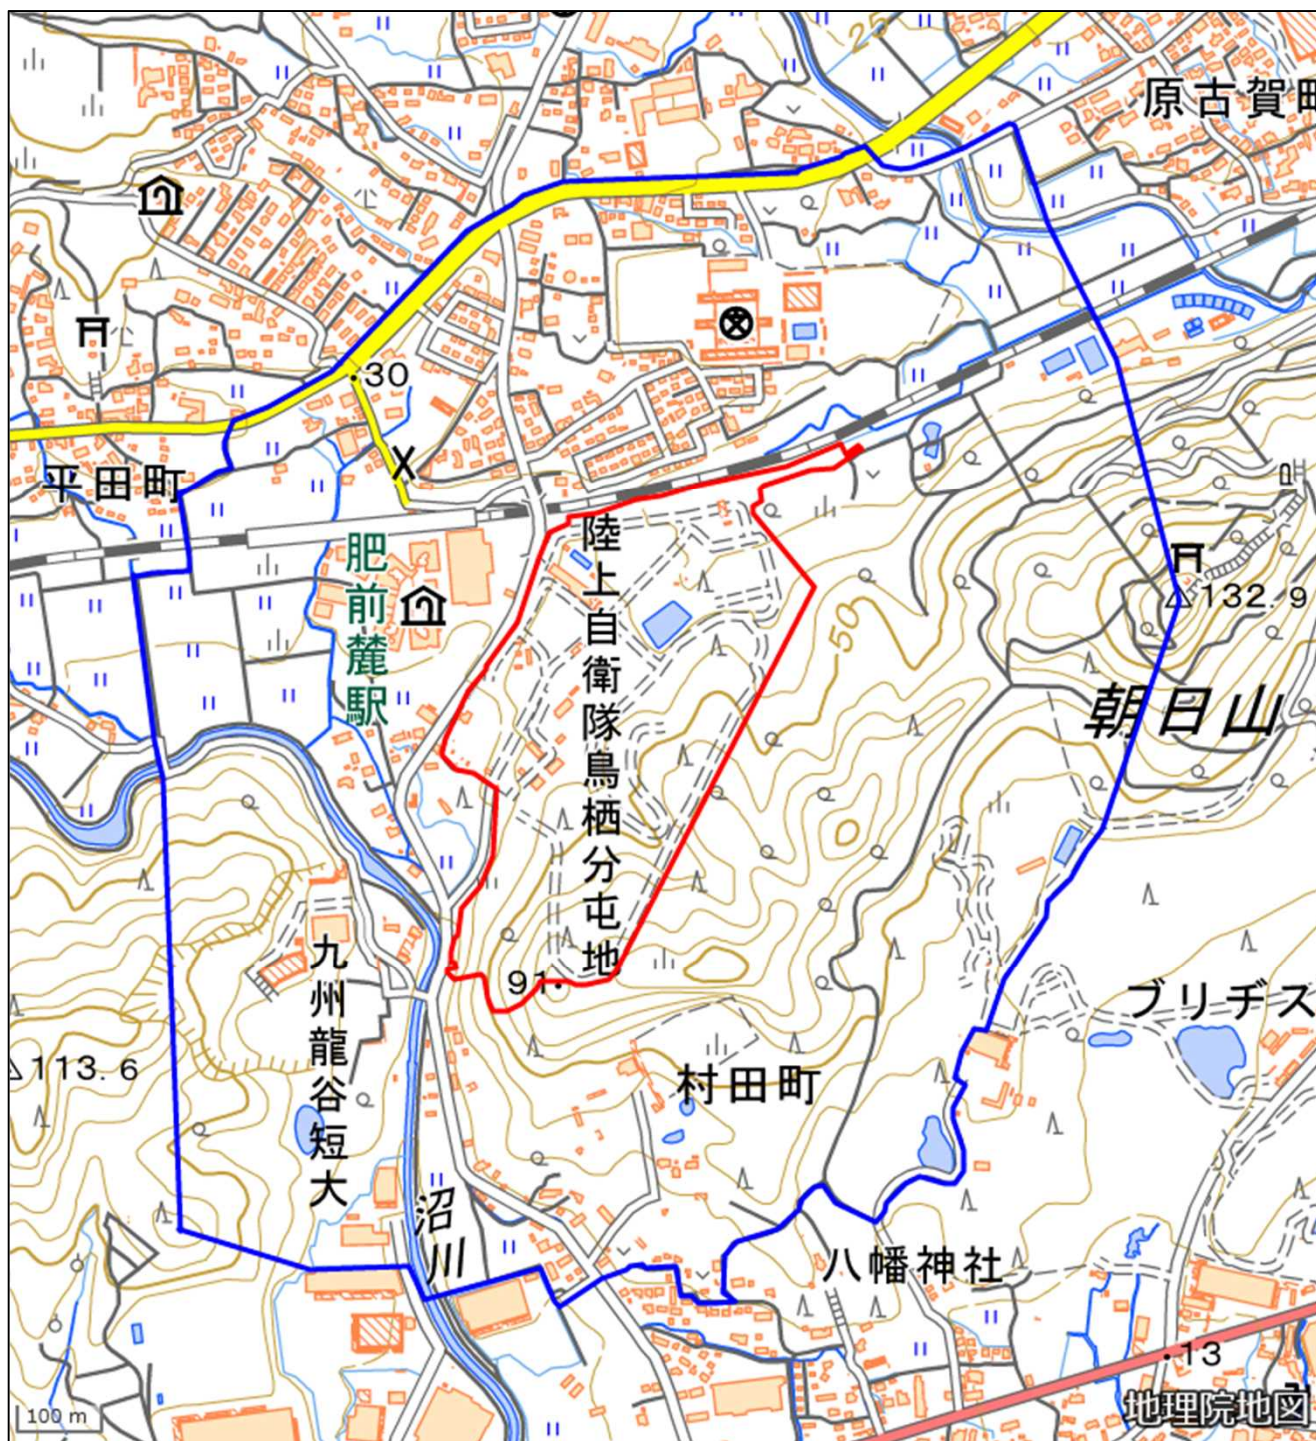 25
原古賀町
30
平田町
肥前麓駅
陸上自衛隊鳥栖分屯地
132.9
50
朝日山
九州龍谷短大
91
ブリヂス
113.6
村田町
沼川
八幡神社
13
100 m
地理院地図